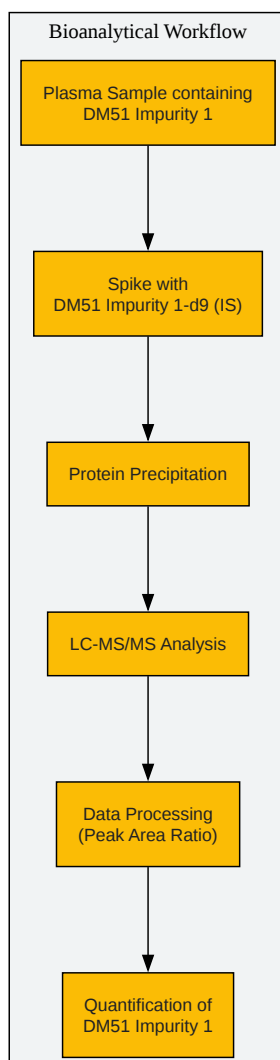 Bioanalytical Workflow
Plasma Sample containing
DM51 Impurity 1
Spike with
DM51 Impurity 1-d9 (IS)
Protein Precipitation
LC-MS/MS Analysis
Data Processing
(Peak Area Ratio)
Quantification of
DM51 Impurity 1